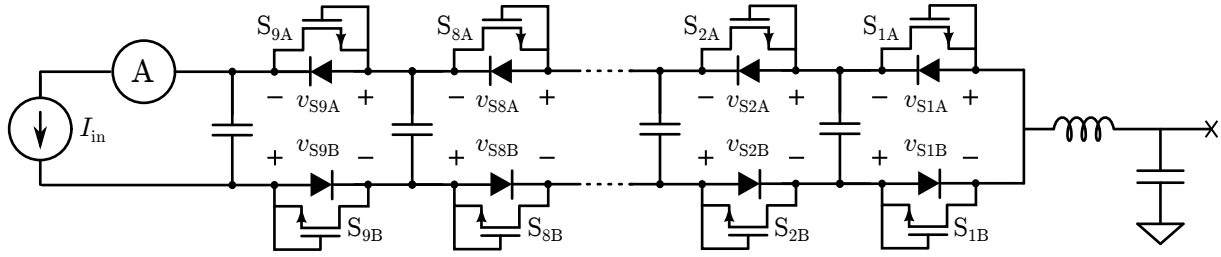 S9A S8A S2A S1A
A
− vS9A + − vS8A + − vS2A + − vS1A +
Iin
+ vS9B − + vS8B − + vS2B − + vS1B −
S9B S8B S2B S1B